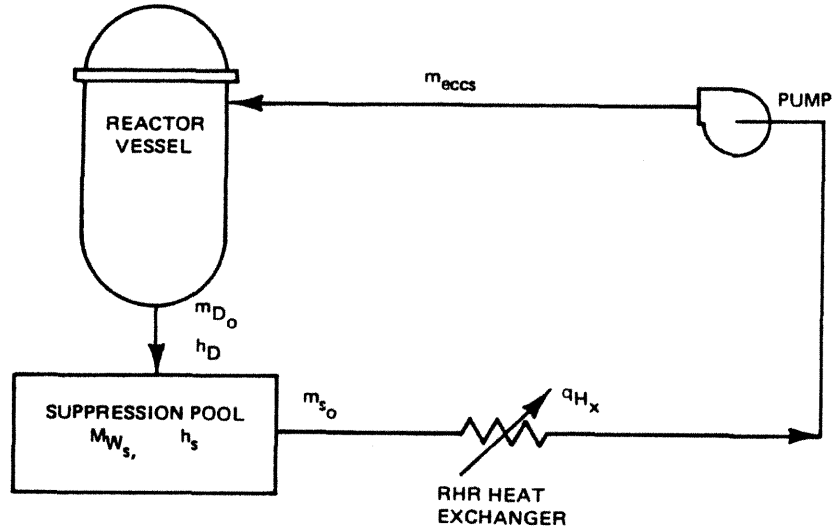 m_eccs
PUMP
REACTOR
VESSEL
m_D_o
h_D
SUPPRESSION POOL
M_W_s, h_s
m_s_o
q_H_x
RHR HEAT
EXCHANGER